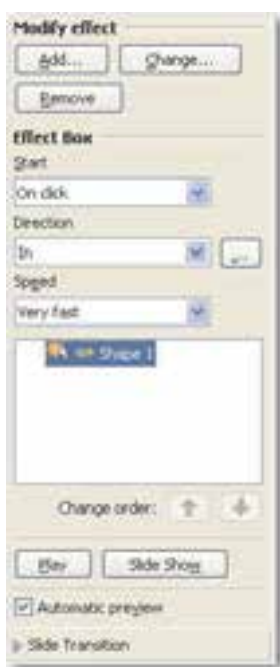 Modify effect
Add... Change...
Remove
Effect Box
Start
On click
Direction
In ...
Speed
Very fast
Shape 1
Change order:
Play Slide Show
Automatic preview
Slide Transition